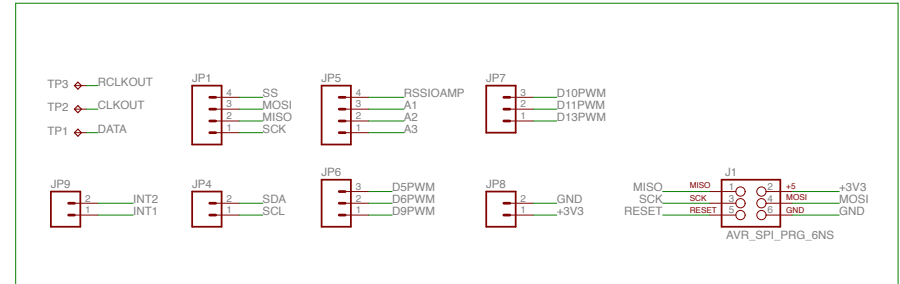 TP3 RCLKOUT
TP2 CLKOUT
TP1 DATA
JP1
4 SS
3 MOSI
2 MISO
1 SCK
JP5
4 RSSIOAMP
3 A1
2 A2
1 A3
JP7
3 D10PWM
2 D11PWM
1 D13PWM
JP9
2 INT2
1 INT1
JP4
2 SDA
1 SCL
JP6
3 D5PWM
2 D6PWM
1 D9PWM
JP8
2 GND
1 +3V3
J1
MISO MISO 1 2 +5 +3V3
SCK SCK 3 4 MOSI MOSI
RESET RESET 5 6 GND GND
AVR_SPI_PRG_6NS